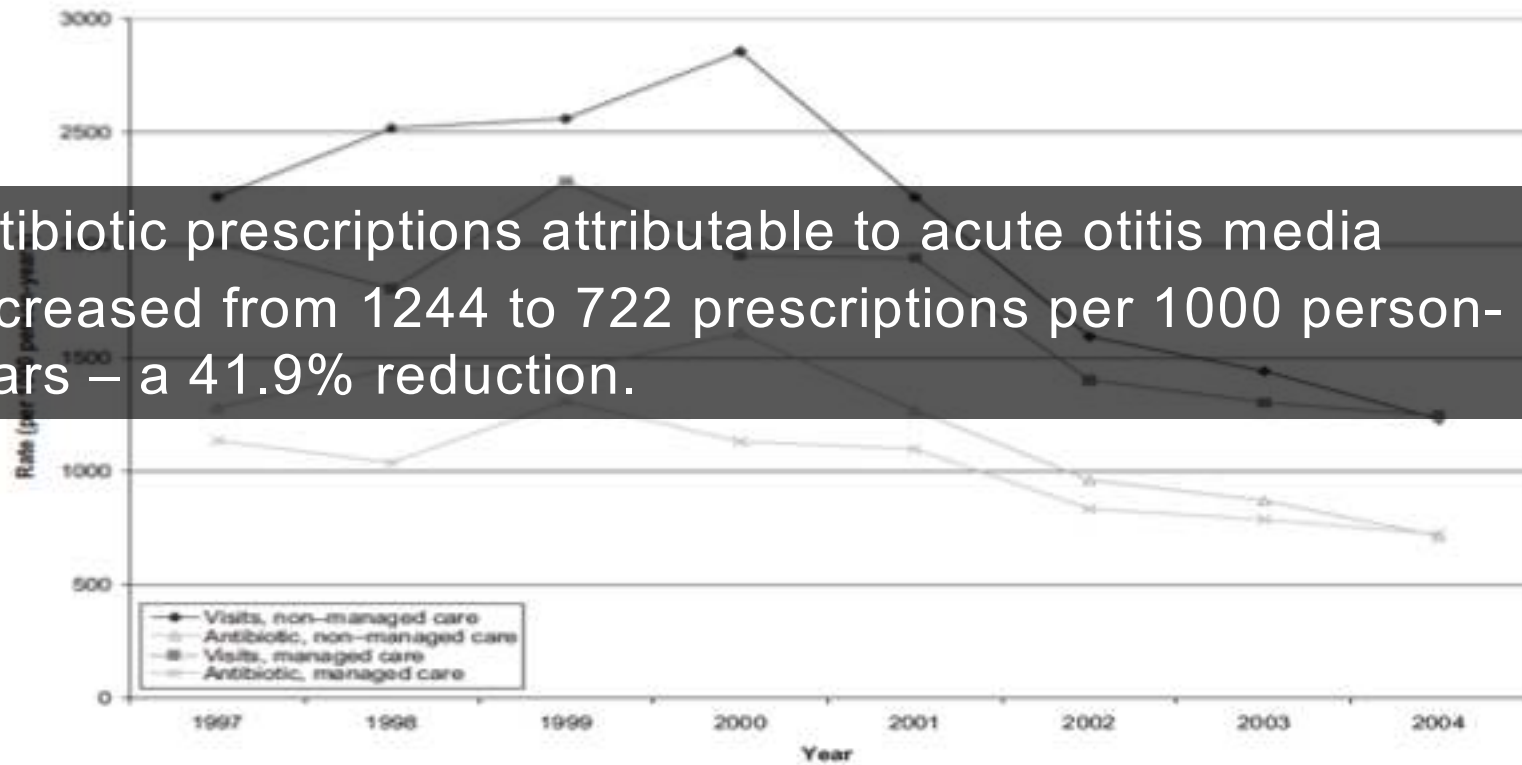 3000
2500
tibiotic prescriptions attributable to acute otitis media
creased from 1244 to 722 prescriptions per 1000 person-
1500
ars – a 41.9% reduction.
Rate (per
1000
500
Visits, non–managed care
Antibiotic, non–managed care
Visits, managed care
Antibiotic, managed care
0
1997 1998 1999 2000 2001 2002 2003 2004
Year